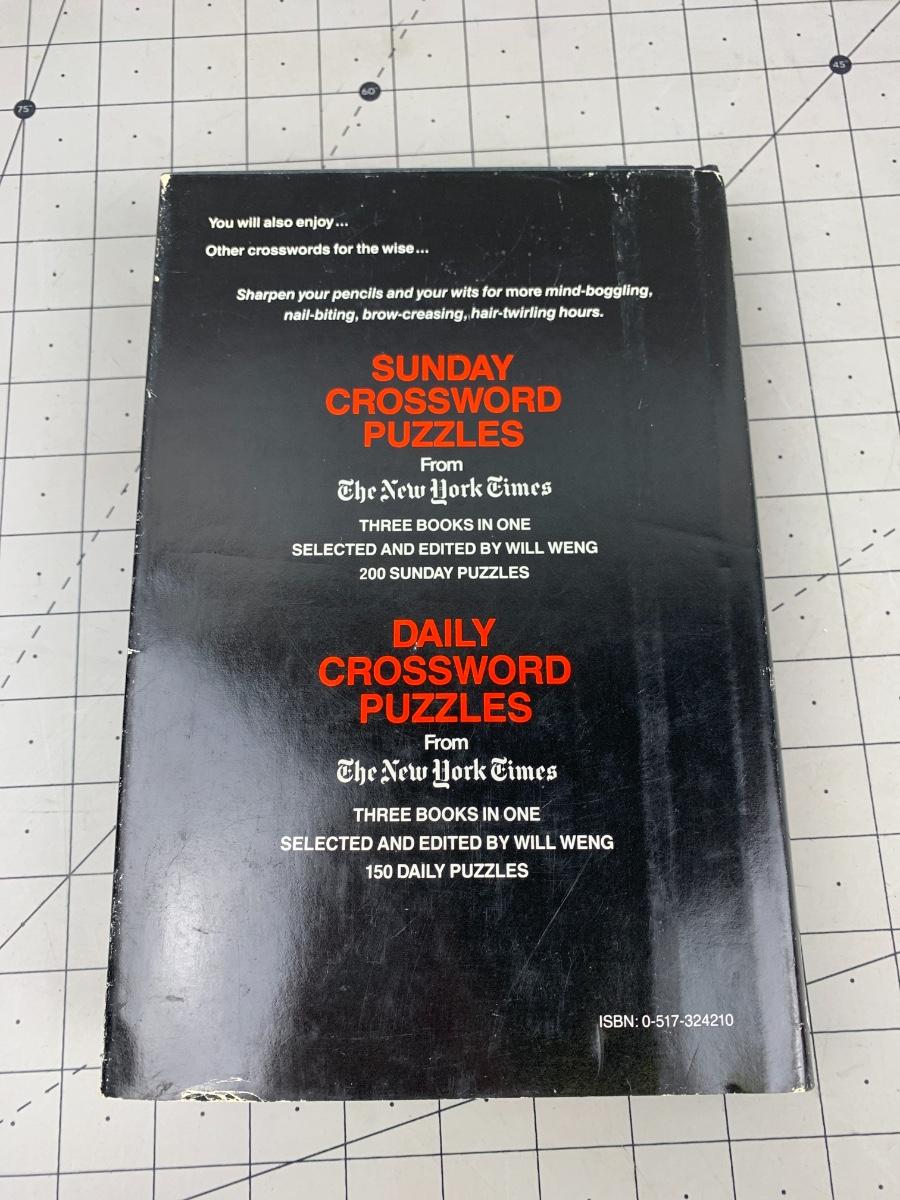 75°
60°
45°
You will also enjoy...
Other crosswords for the wise...
Sharpen your pencils and your wits for more mind-boggling,
nail-biting, brow-creasing, hair-twirling hours.
SUNDAY
CROSSWORD
PUZZLES
From
The New York Times
THREE BOOKS IN ONE
SELECTED AND EDITED BY WILL WENG
200 SUNDAY PUZZLES
DAILY
CROSSWORD
PUZZLES
From
The New York Times
THREE BOOKS IN ONE
SELECTED AND EDITED BY WILL WENG
150 DAILY PUZZLES
ISBN: 0-517-324210